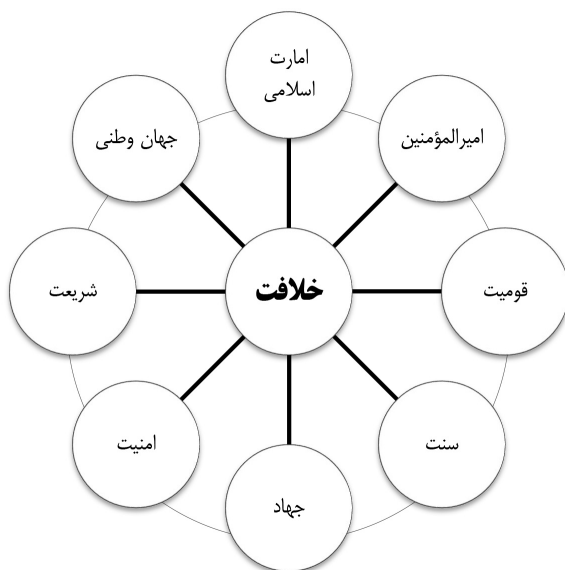 امارت
اسلامی
امیرالمؤمنین
جهان وطنی
قومیت
خلافت
شریعت
سنت
امنیت
جهاد